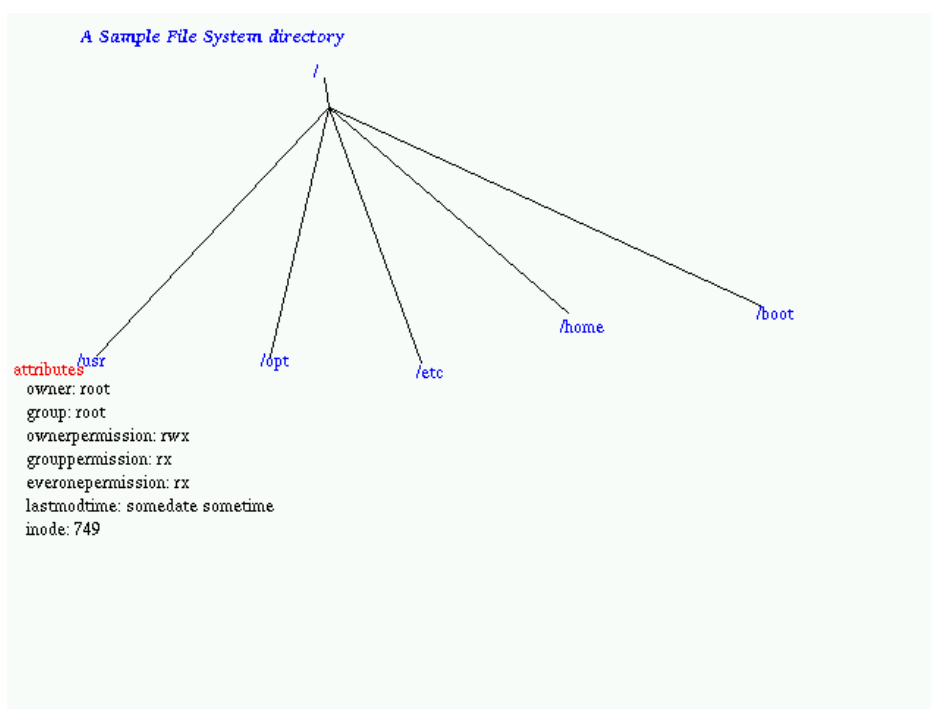 A Sample File System directory
/
/boot
/home
/usr
/opt
/etc
attributes
owner: root
group: root
ownerpermission: rwx
grouppermission: rx
everonepermission: rx
lastmodtime: somedate sometime
inode: 749